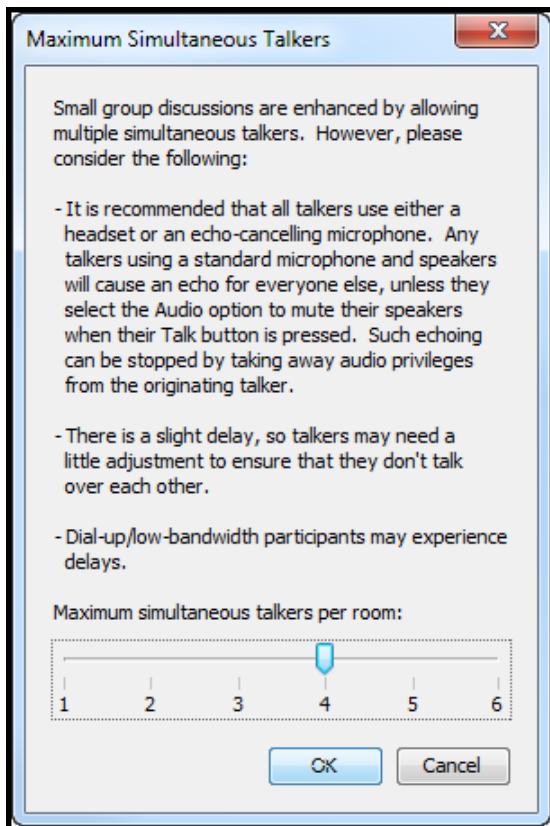 Maximum Simultaneous Talkers
Small group discussions are enhanced by allowing
multiple simultaneous talkers. However, please
consider the following:
- It is recommended that all talkers use either a
headset or an echo-cancelling microphone. Any
talkers using a standard microphone and speakers
will cause an echo for everyone else, unless they
select the Audio option to mute their speakers
when their Talk button is pressed. Such echoing
can be stopped by taking away audio privileges
from the originating talker.
- There is a slight delay, so talkers may need a
little adjustment to ensure that they don't talk
over each other.
- Dial-up/low-bandwidth participants may experience
delays.
Maximum simultaneous talkers per room:
1 2 3 4 5 6
OK Cancel